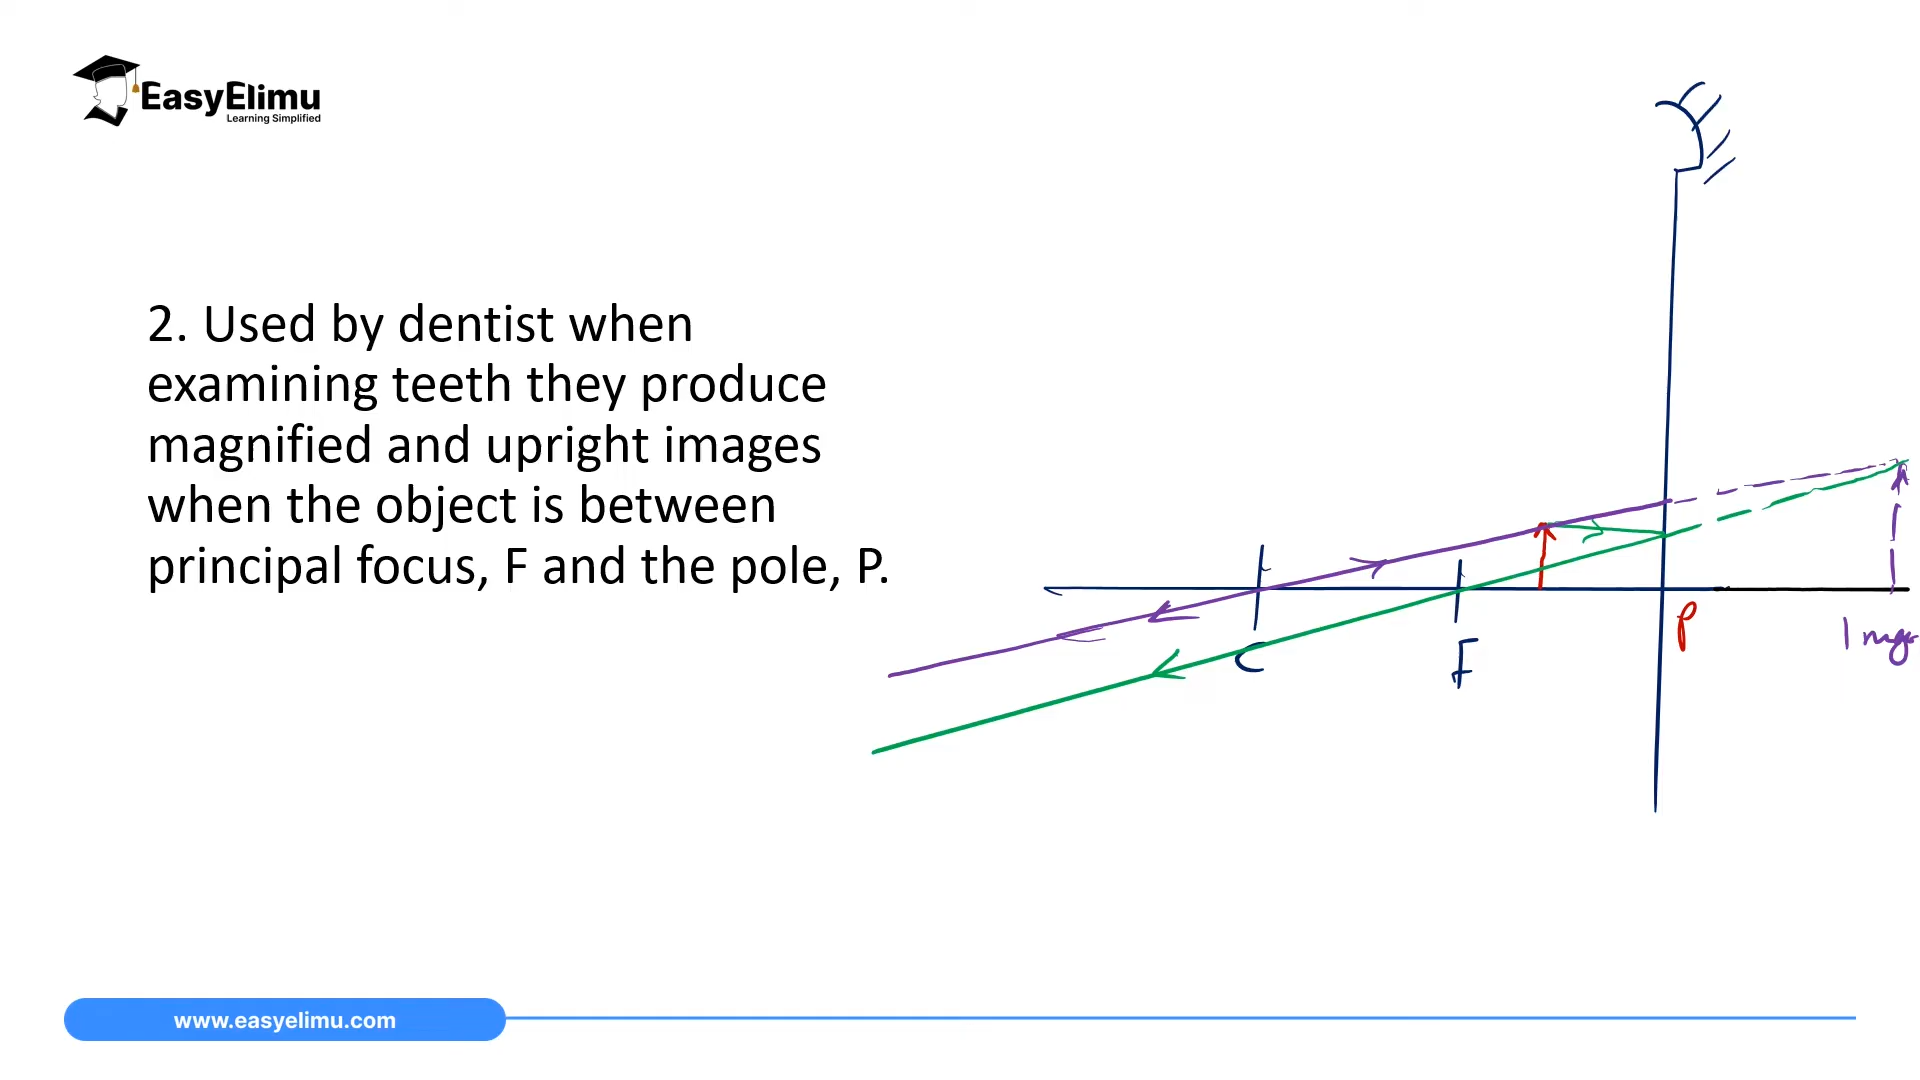 EasyElimu
Learning Simplified
2. Used by dentist when
examining teeth they produce
magnified and upright images
when the object is between
principal focus, F and the pole, P.
C
F
P
www.easyelimu.com